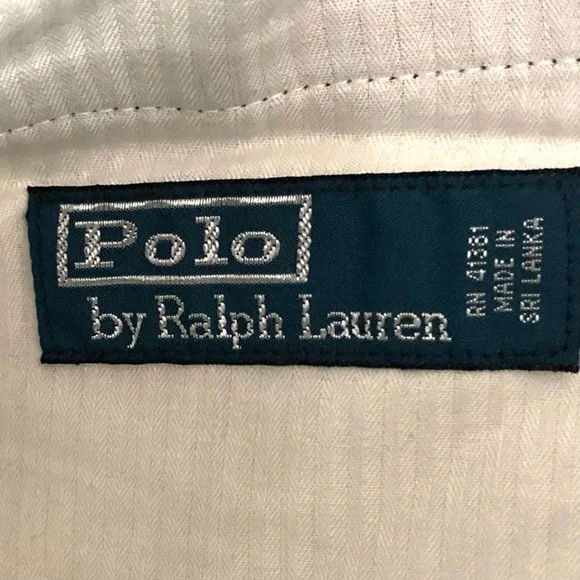 Polo
by Ralph Lauren
RN 41381
MADE IN
SRI LANKA